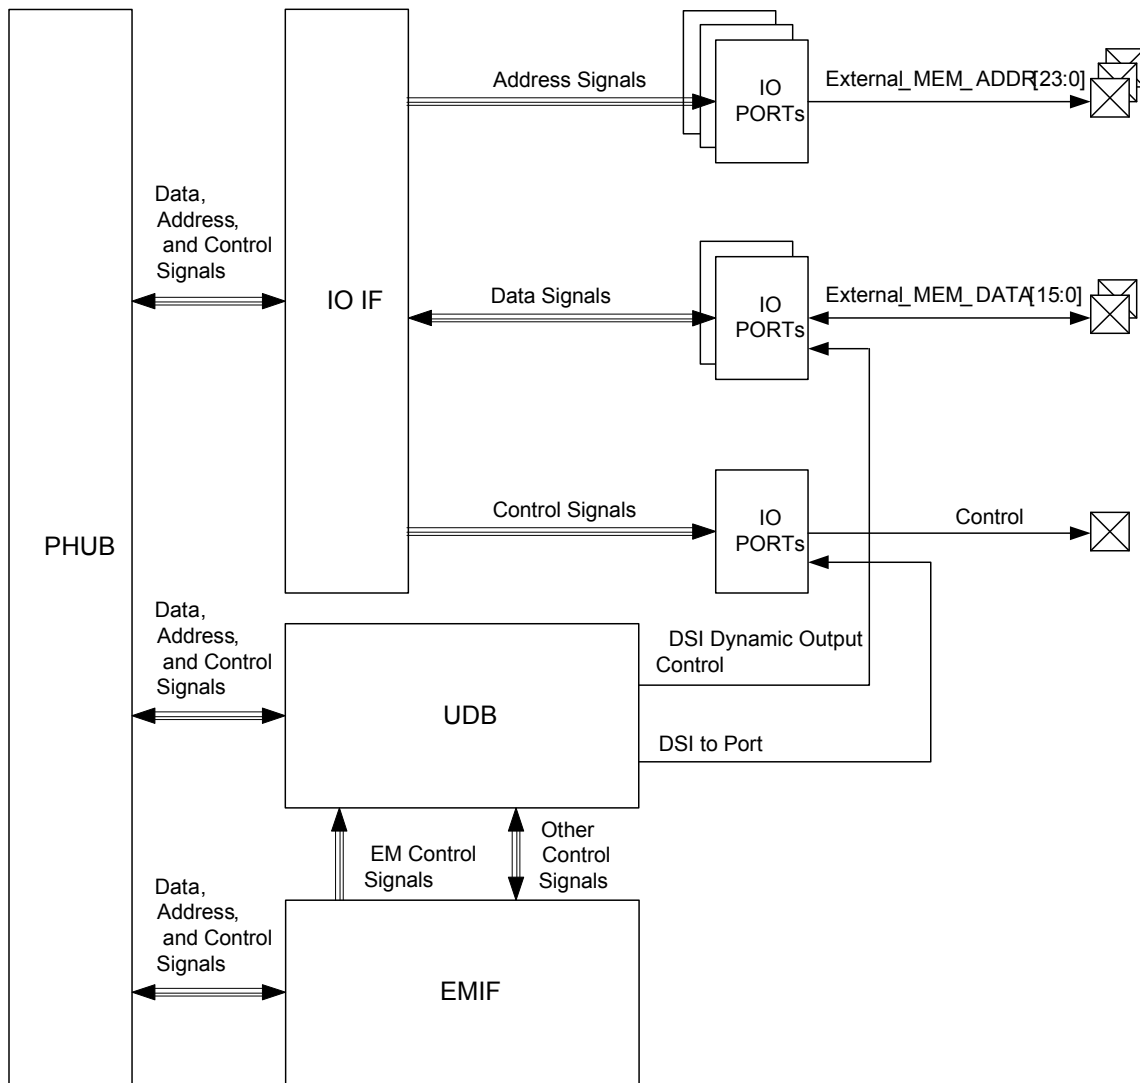 Address Signals
IO
PORTs
External_MEM_ADDR[23:0]
Data,
Address,
and Control
Signals
IO IF
Data Signals
IO
PORTs
External_MEM_DATA[15:0]
Control Signals
IO
PORTs
Control
PHUB
Data,
Address,
and Control
Signals
DSI Dynamic Output
Control
UDB
DSI to Port
EM Control
Signals
Other
Control
Signals
Data,
Address,
and Control
Signals
EMIF